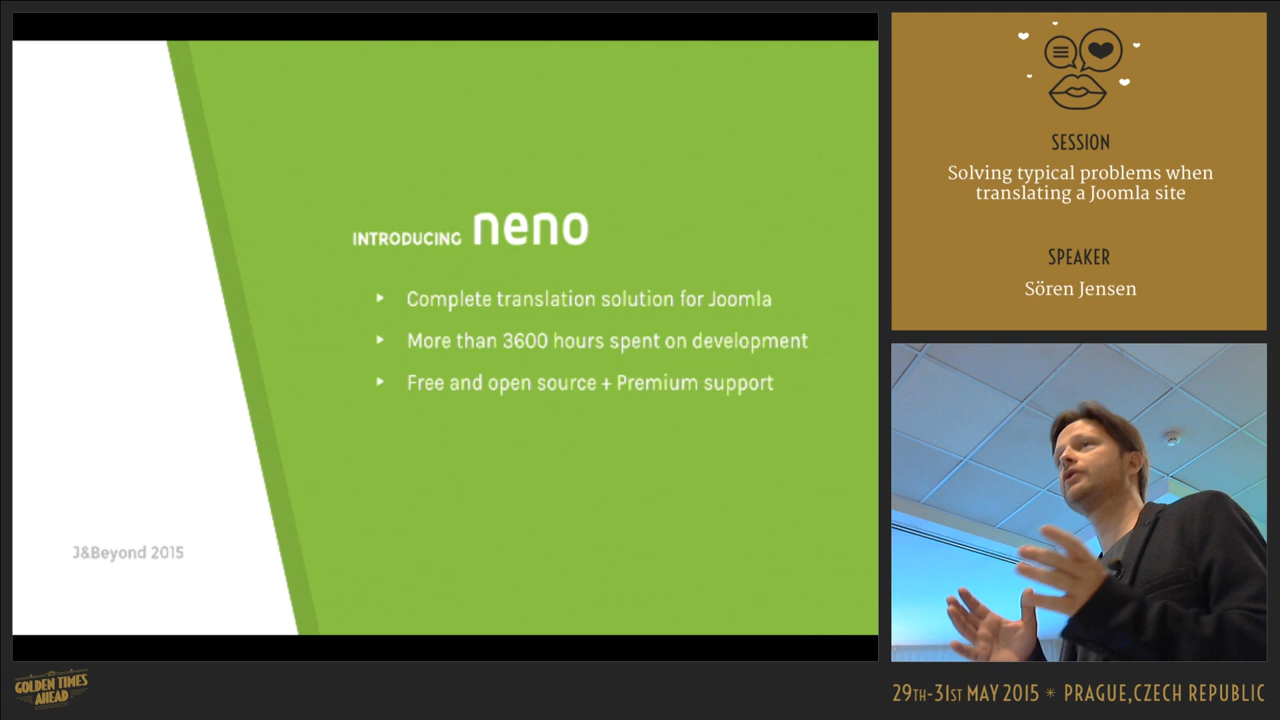 INTRODUCING neno
Complete translation solution for Joomla
More than 3600 hours spent on development
Free and open source + Premium support
J&Beyond 2015
SESSION
Solving typical problems when
translating a Joomla site
SPEAKER
Sören Jensen
GOLDEN TIMES
AHEAD
29TH-31ST MAY 2015 * PRAGUE,CZECH REPUBLIC